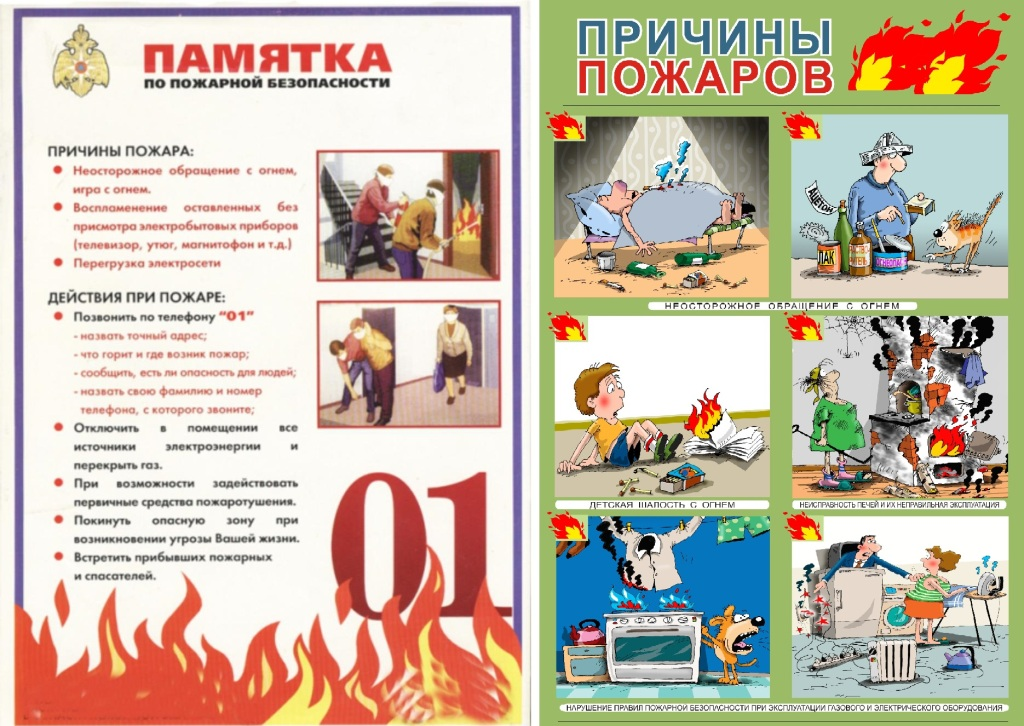 ПАМЯТКА
ПО ПОЖАРНОЙ БЕЗОПАСНОСТИ
ПРИЧИНЫ ПОЖАРА:
Неосторожное обращение с огнем,
игра с огнем.
Воспламенение оставленных без
присмотра электробытовых приборов
(телевизор, утюг, магнитофон и т.д.)
Перегрузка электросети
ДЕЙСТВИЯ ПРИ ПОЖАРЕ:
Позвонить по телефону “01”
- назвать точный адрес;
- что горит и где возник пожар;
- сообщить, есть ли опасность для людей;
- назвать свою фамилию и номер
телефона, с которого звоните;
Отключить в помещении все
источники электроэнергии и
перекрыть газ.
При возможности задействовать
первичные средства пожаротушения.
Покинуть опасную зону при
возникновении угрозы Вашей жизни.
Встретить прибывших пожарных
и спасателей.
01
ПРИЧИНЫ
ПОЖАРОВ
АЦЕТОН
ЛАК
НЕОСТОРОЖНОЕ ОБРАЩЕНИЕ С ОГНЕМ
ДЕТСКАЯ ШАЛОСТЬ С ОГНЕМ
НЕИСПРАВНОСТЬ ПЕЧЕЙ И ИХ НЕПРАВИЛЬНАЯ ЭКСПЛУАТАЦИЯ
НАРУШЕНИЕ ПРАВИЛ ПОЖАРНОЙ БЕЗОПАСНОСТИ ПРИ ЭКСПЛУАТАЦИИ ГАЗОВОГО И ЭЛЕКТРИЧЕСКОГО ОБОРУДОВАНИЯ